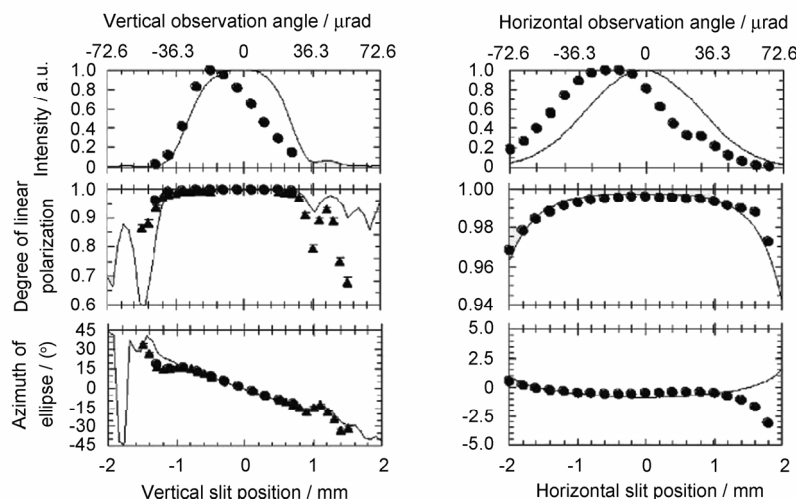 Vertical observation angle / μrad
-72.6 -36.3 0 36.3 72.6
Intensity / a.u.
1.0
0.8
0.6
0.4
0.2
0
Degree of linear
polarization
1.0
0.9
0.8
0.7
0.6
Azimuth of
ellipse / (°)
45
30
15
0
-15
-30
-45
-2 -1 0 1 2
Vertical slit position / mm
Horizontal observation angle / μrad
-72.6 -36.3 0 36.3 72.6
1.0
0.8
0.6
0.4
0.2
0
1.00
0.98
0.96
0.94
5.0
2.5
0
-2.5
-5.0
-2 -1 0 1 2
Horizontal slit position / mm